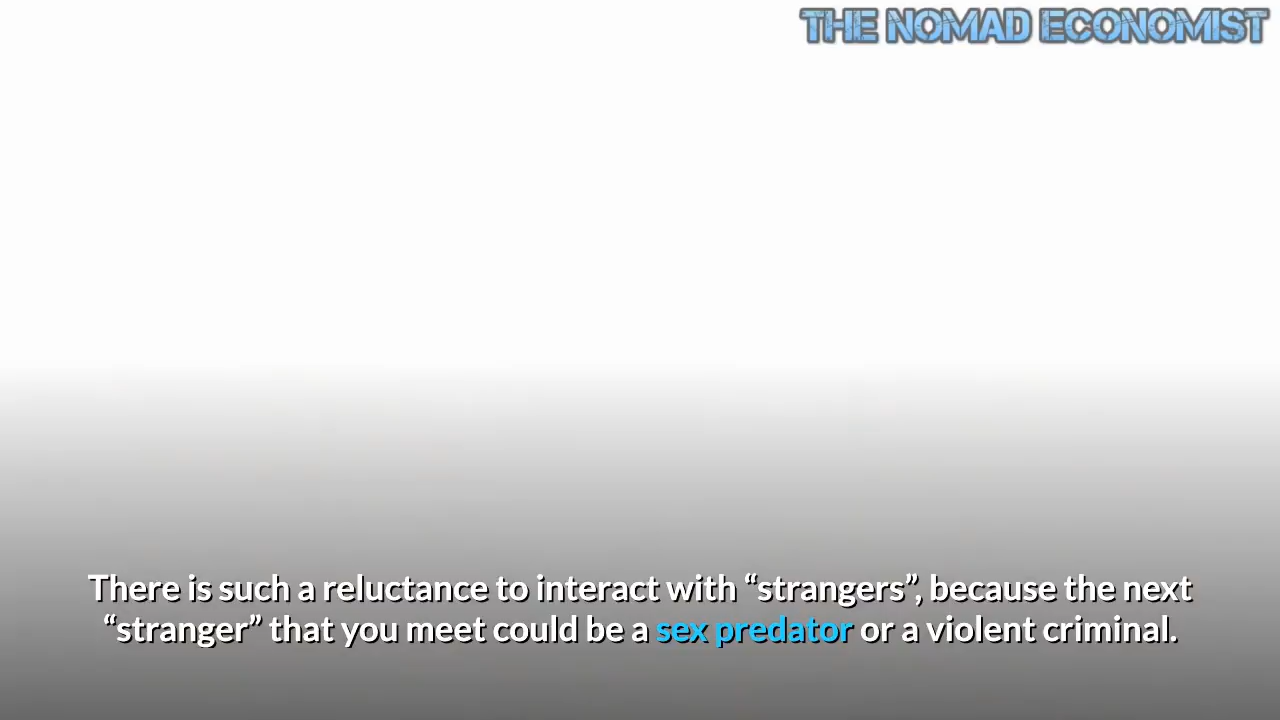 THE NOMAD ECONOMIST
There is such a reluctance to interact with “strangers”, because the next
“stranger” that you meet could be a sex predator or a violent criminal.